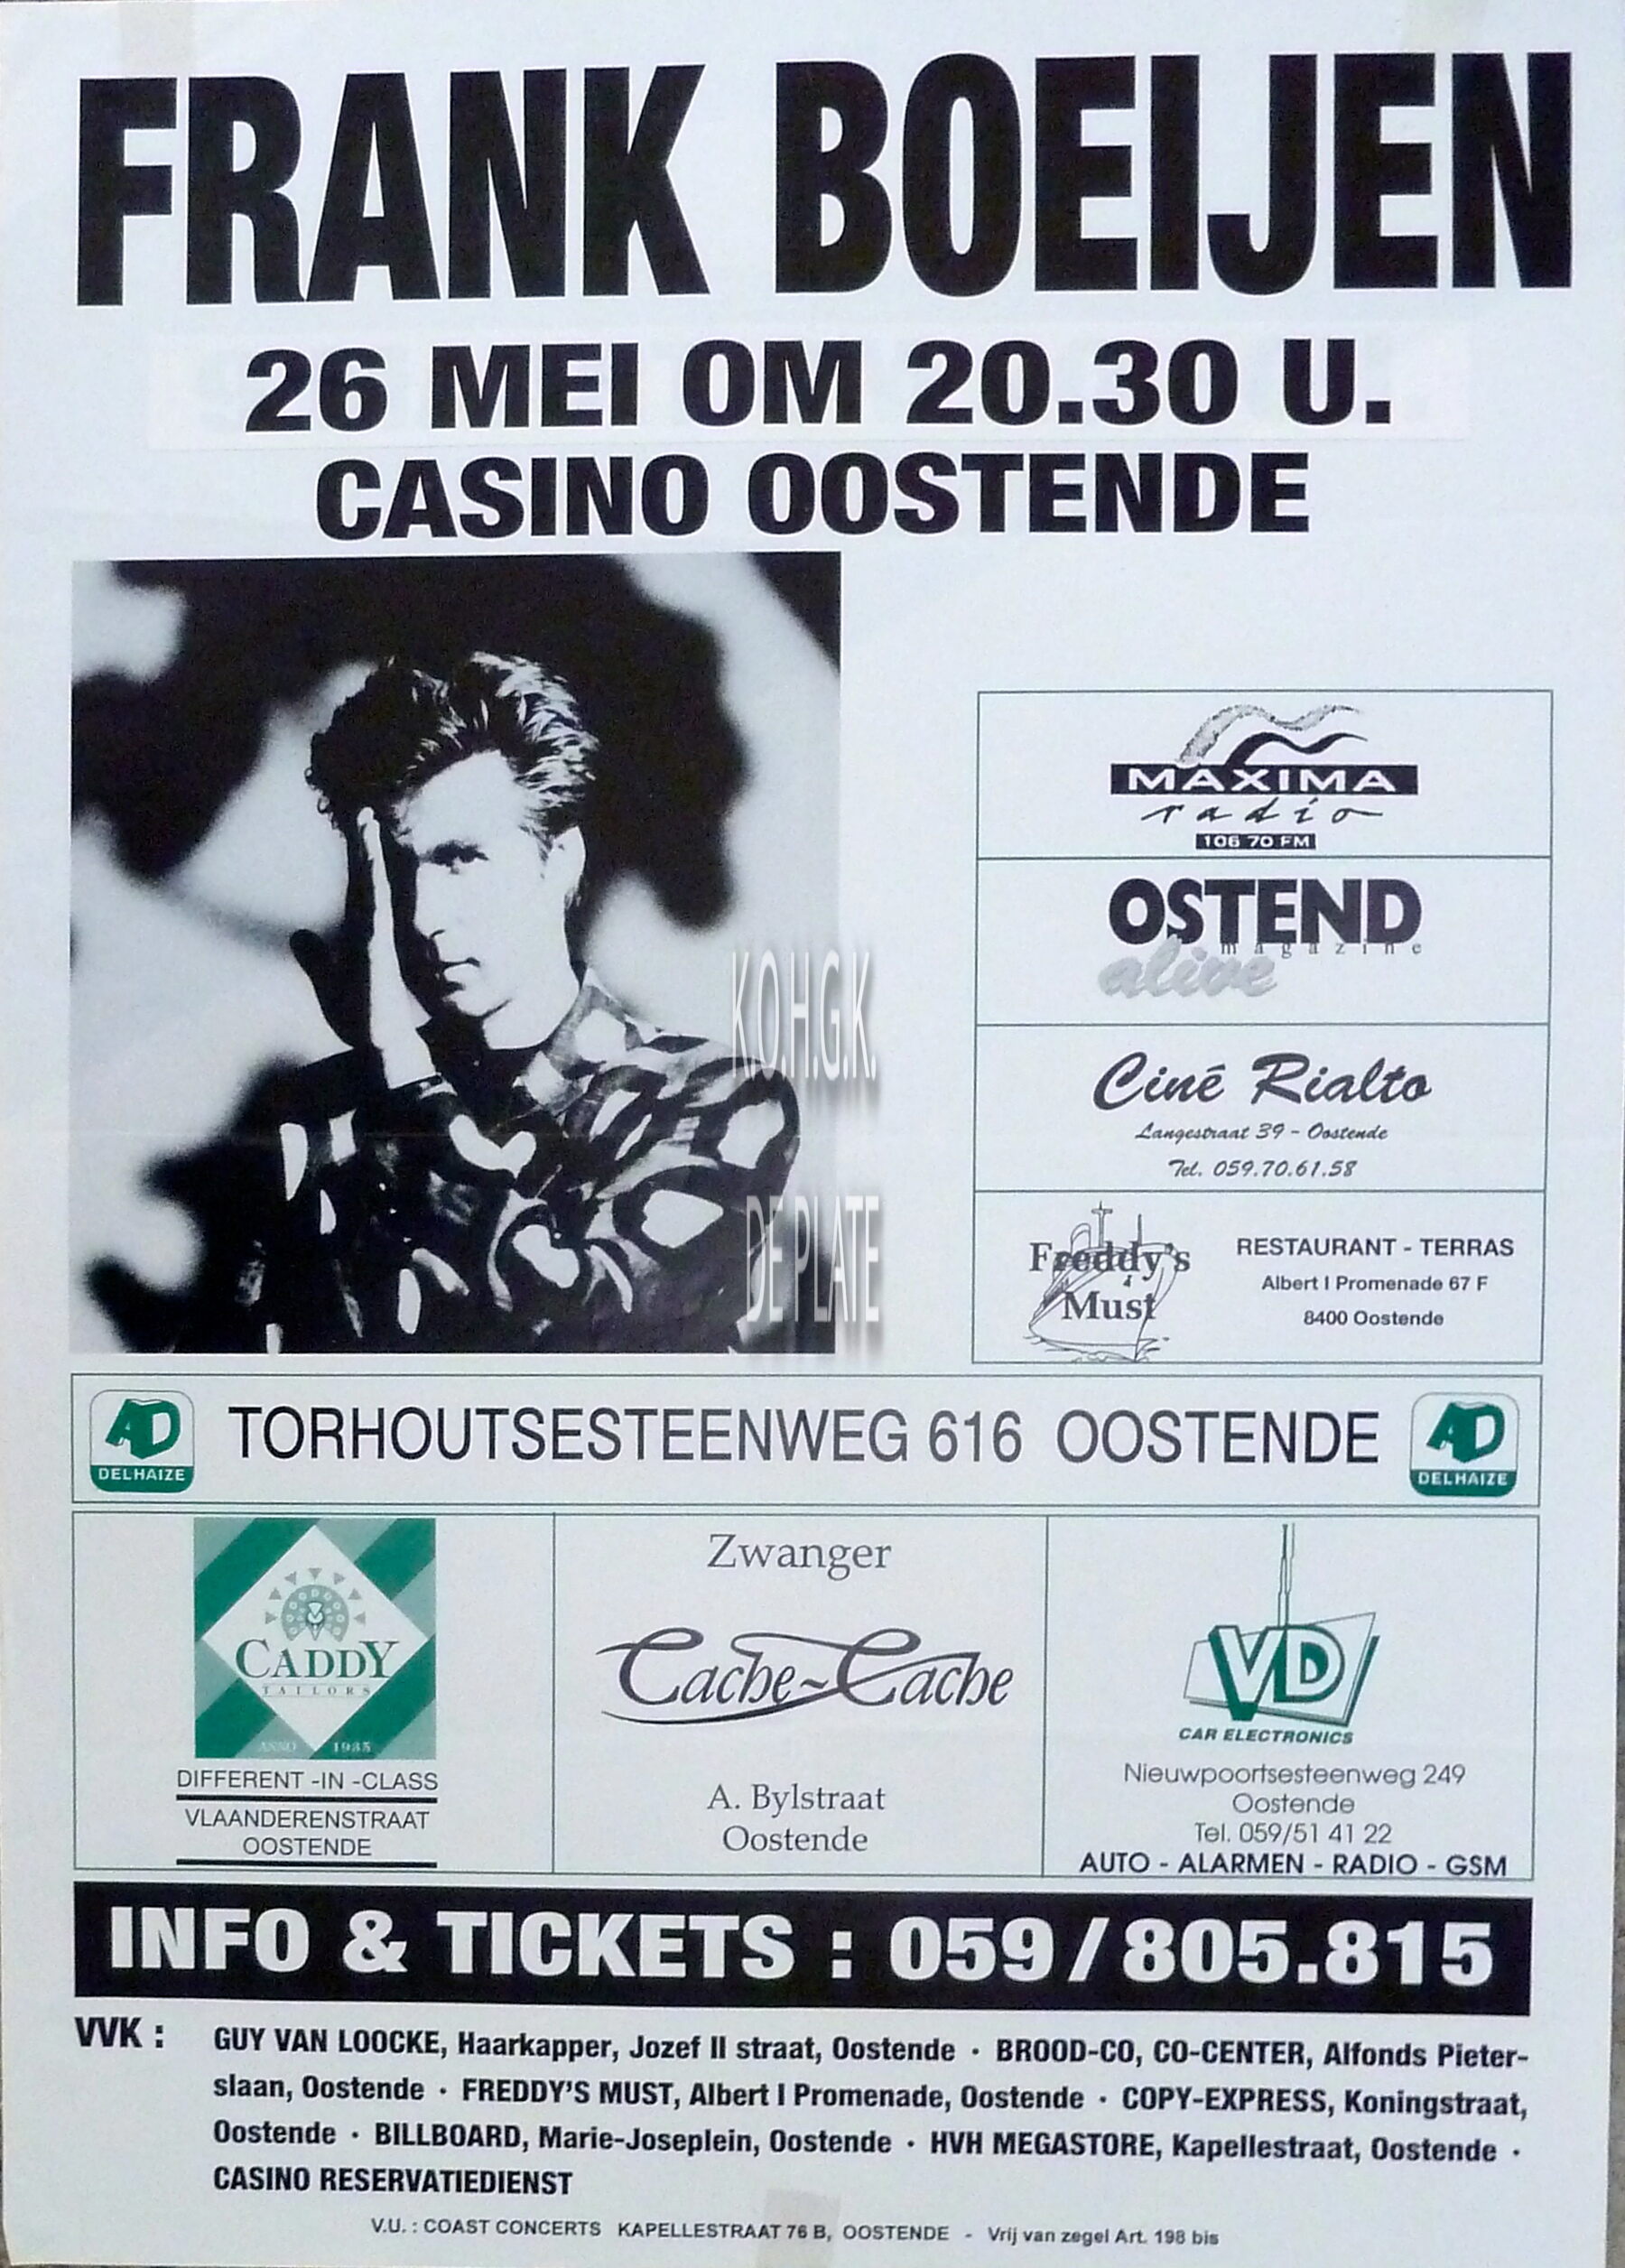 FRANK BOEIJEN
26 MEI OM 20.30 U.
CASINO OOSTENDE
MAXIMA
radio
106 70 FM
OSTEND
magazine
alive
Ciné Rialto
Langestraat 39 - Oostende
Tel. 059.70.61.58
Freddy's
Must
RESTAURANT - TERRAS
Albert I Promenade 67 F
8400 Oostende
K.O.H.G.K.
DE PLATE
AD
DELHAIZE
TORHOUTSESTEENWEG 616 OOSTENDE
AD
DELHAIZE
CADDY
TAILORS
ANNO 1985
DIFFERENT -IN -CLASS
VLAANDERENSTRAAT
OOSTENDE
Zwanger
Cache~Cache
A. Bylstraat
Oostende
VD
CAR ELECTRONICS
Nieuwpoortsesteenweg 249
Oostende
Tel. 059/51 41 22
AUTO - ALARMEN - RADIO - GSM
INFO & TICKETS : 059/805.815
VVK : GUY VAN LOOCKE, Haarkapper, Jozef II straat, Oostende · BROOD-CO, CO-CENTER, Alfonds Pieter-
slaan, Oostende · FREDDY'S MUST, Albert I Promenade, Oostende · COPY-EXPRESS, Koningstraat,
Oostende · BILLBOARD, Marie-Joseplein, Oostende · HVH MEGASTORE, Kapellestraat, Oostende ·
CASINO RESERVATIEDIENST
V.U. : COAST CONCERTS KAPELLESTRAAT 76 B, OOSTENDE - Vrij van zegel Art. 198 bis